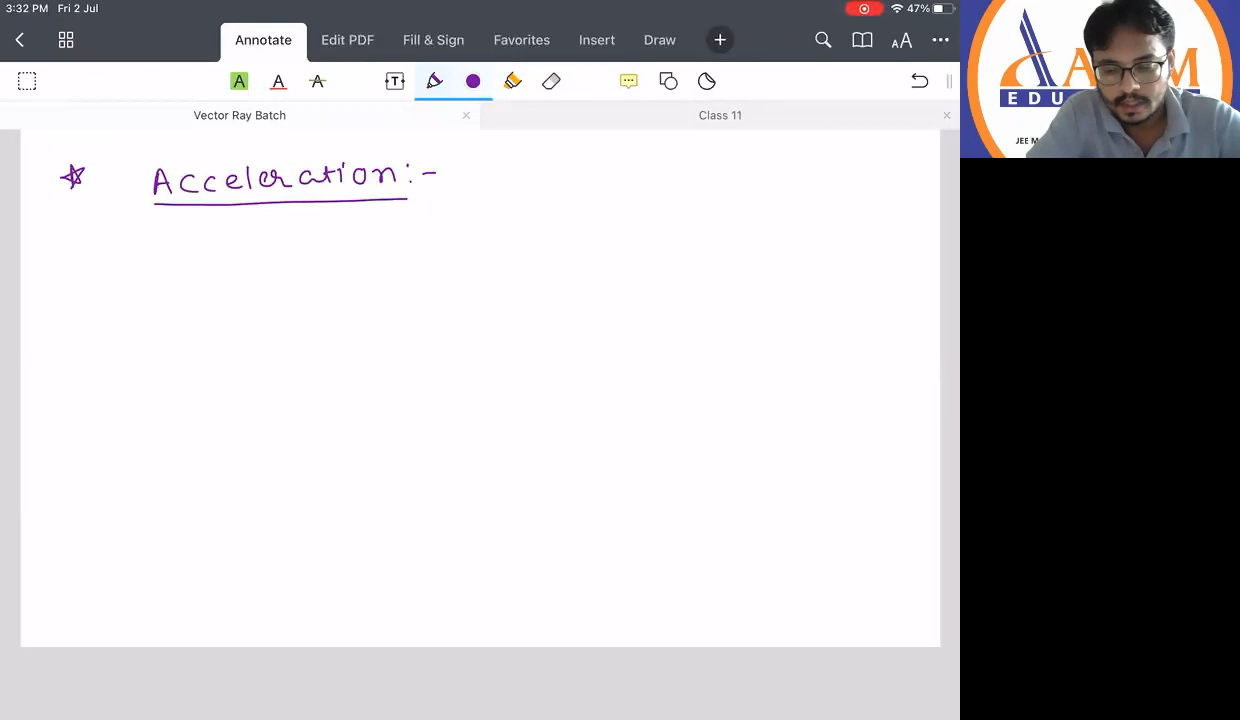 3:32 PM Fri 2 Jul
47%
Annotate Edit PDF Fill & Sign Favorites Insert Draw
Vector Ray Batch
Class 11
Acceleration:-
EDU
JEE M